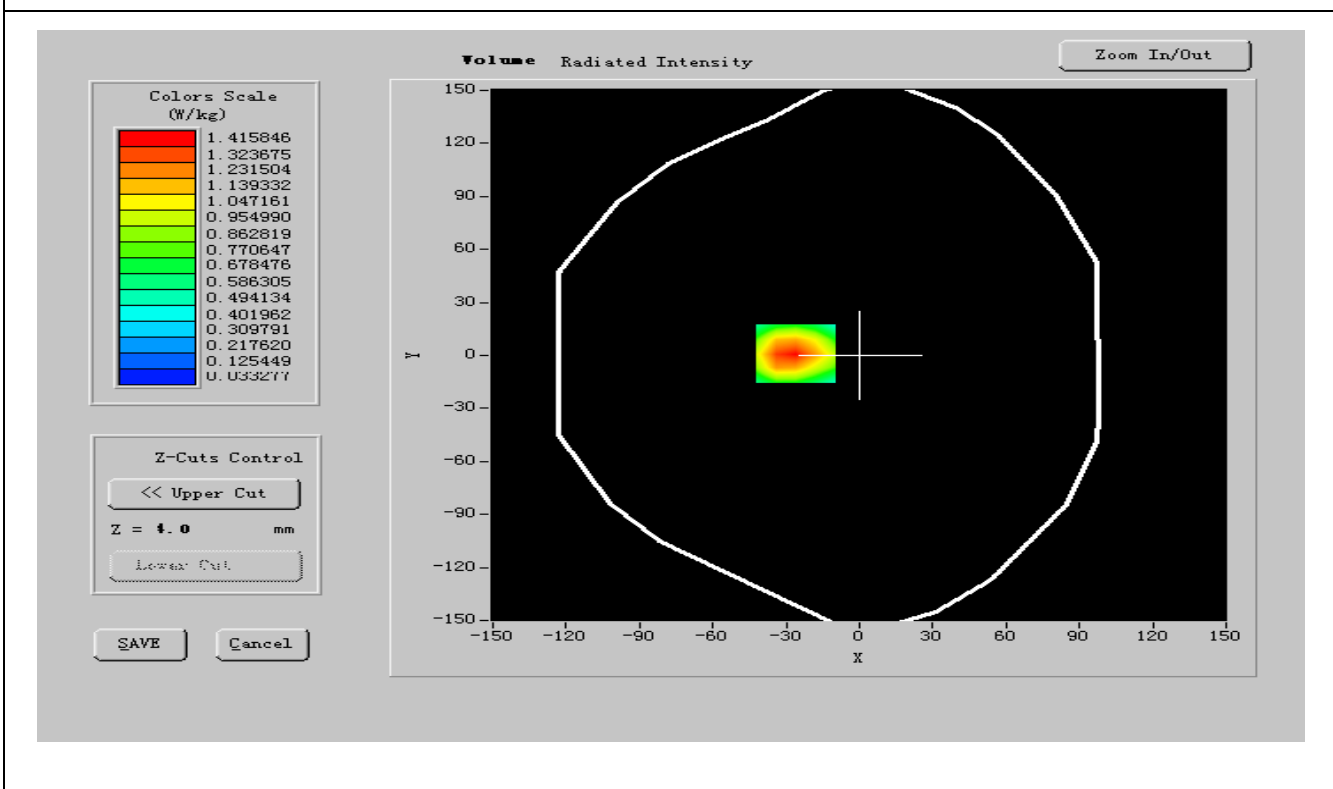 Volume Radiated Intensity
Zoom In/Out
Colors Scale
(W/kg)
1.415846
1.323675
1.231504
1.139332
1.047161
0.954990
0.862819
0.770647
0.678476
0.586305
0.494134
0.401962
0.309791
0.217620
0.125449
0.033277
Z-Cuts Control
<< Upper Cut
Z = 4.0 mm
Lower Cut
SAVE Cancel
150
120
90
60
30
0
-30
-60
-90
-120
-150
Y
-150 -120 -90 -60 -30 0 30 60 90 120 150
X